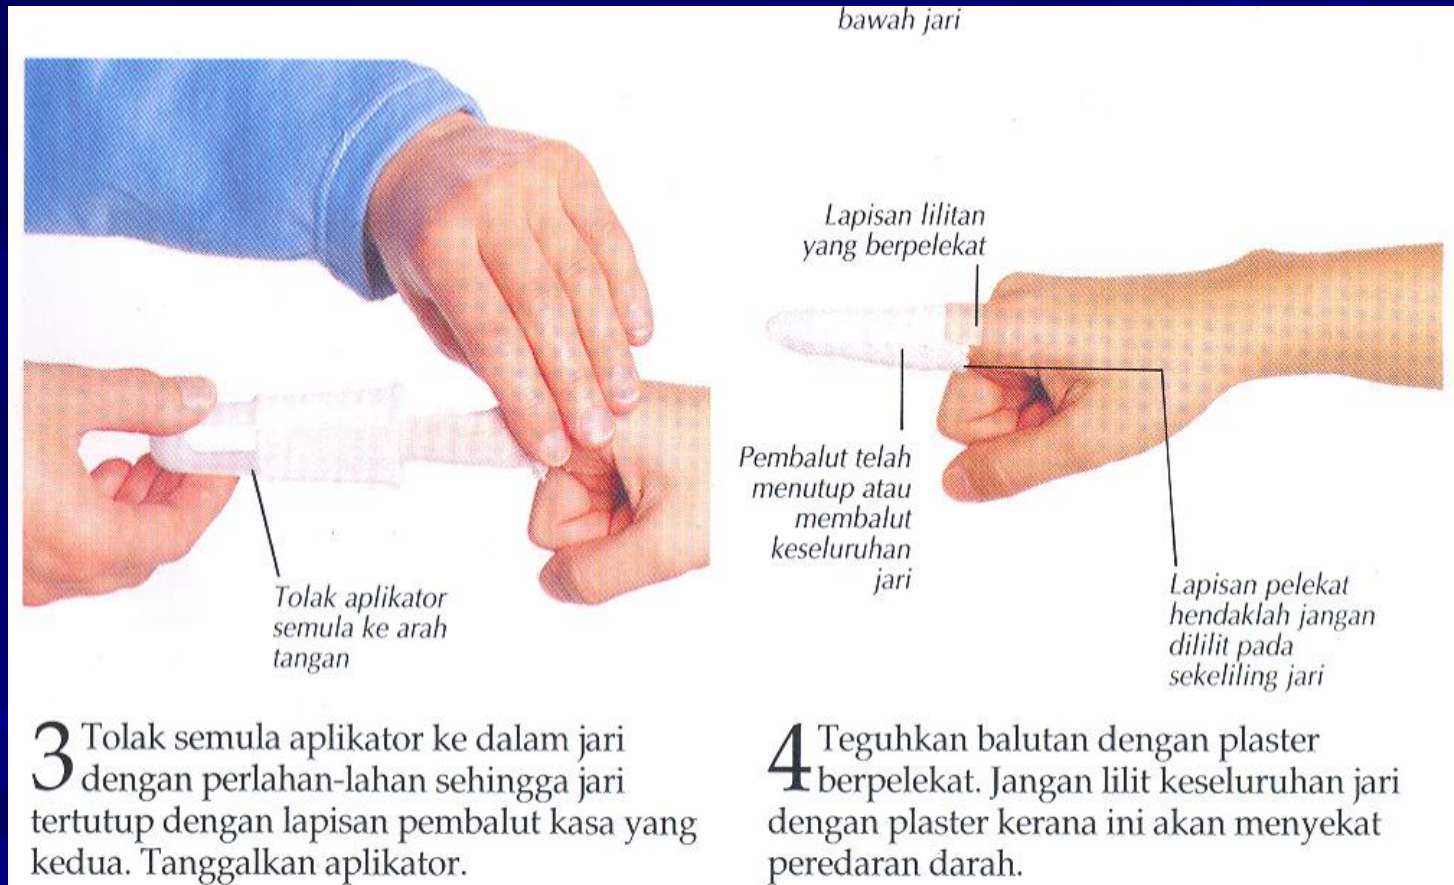 bawah jari
Tolak aplikator
semula ke arah
tangan
3 Tolak semula aplikator ke dalam jari
dengan perlahan-lahan sehingga jari
tertutup dengan lapisan pembalut kasa yang
kedua. Tanggalkan aplikator.
Lapisan lilitan
yang berpelekat
Pembalut telah
menutup atau
membalut
keseluruhan
jari
Lapisan pelekat
hendaklah jangan
dililit pada
sekeliling jari
4 Teguhkan balutan dengan plaster
berpelekat. Jangan lilit keseluruhan jari
dengan plaster kerana ini akan menyekat
peredaran darah.